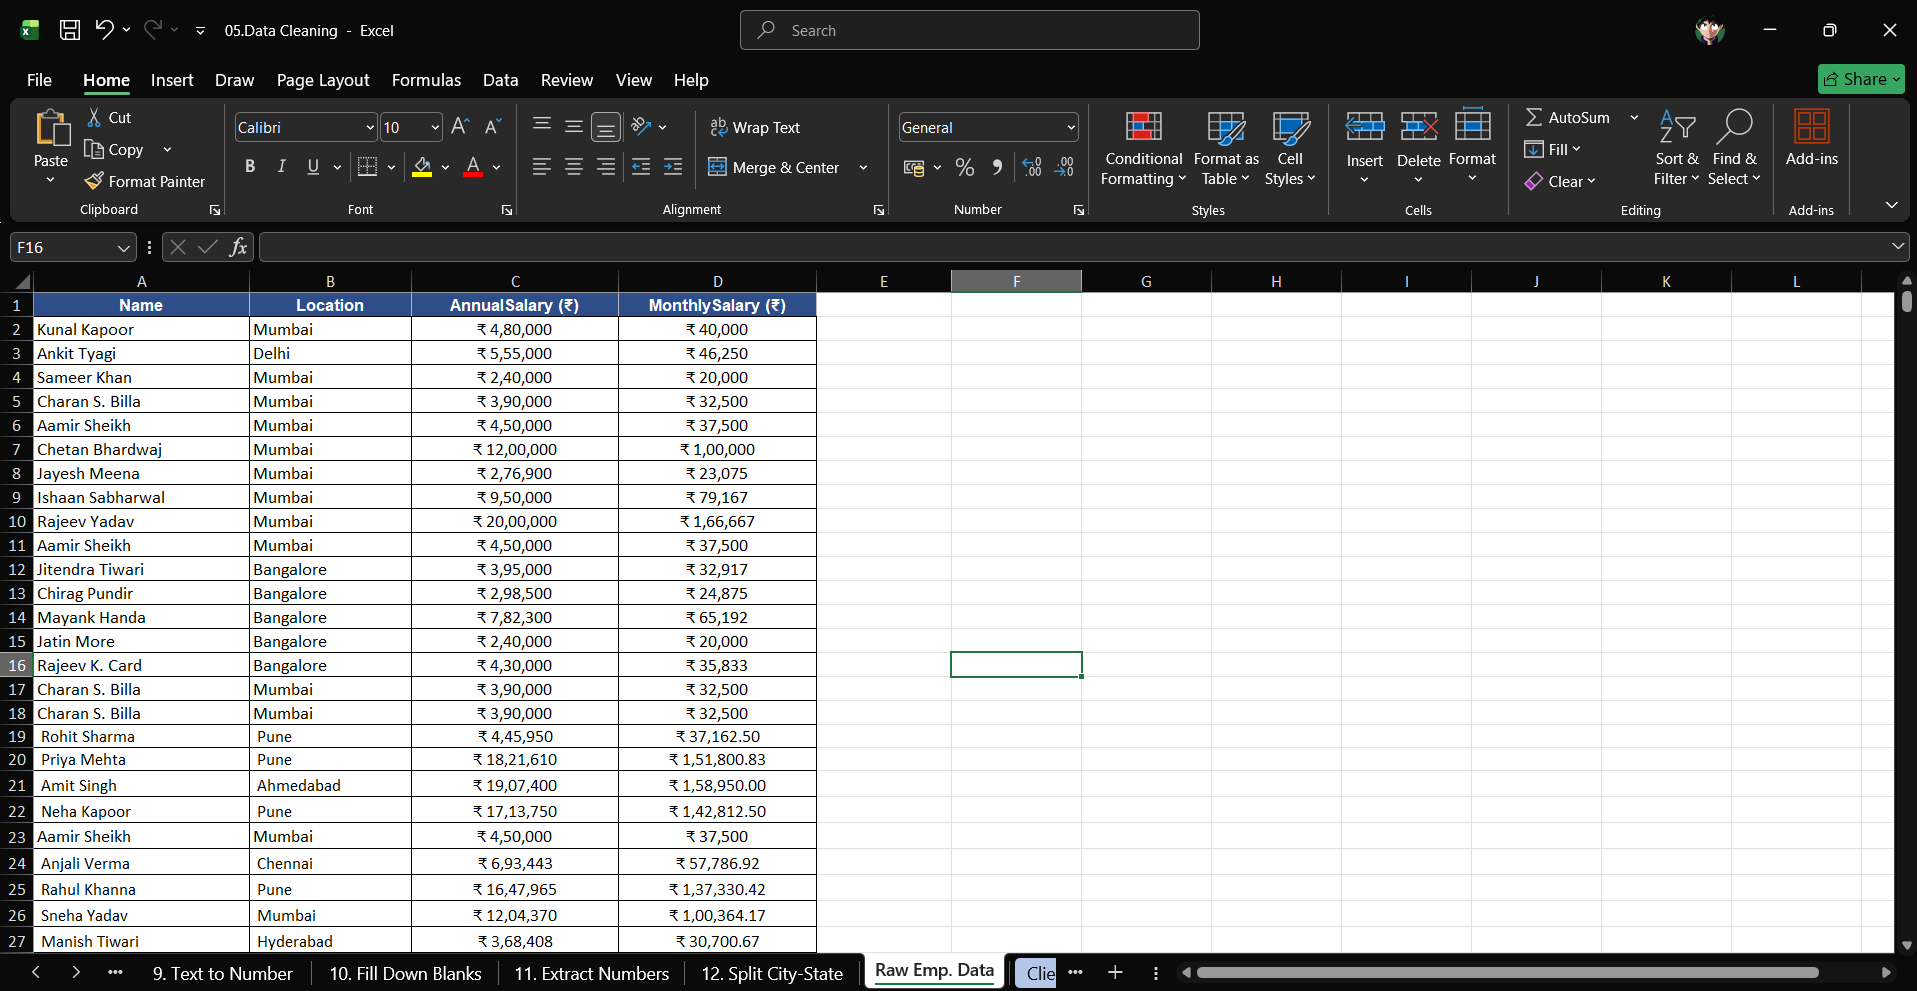 05.Data Cleaning - Excel
Search
File Home Insert Draw Page Layout Formulas Data Review View Help
Share
Paste
Cut
Copy
Format Painter
Clipboard
Calibri 10
B I U
Font
Wrap Text
Merge & Center
Alignment
General
Number
Conditional Formatting
Format as Table
Cell Styles
Styles
Insert
Delete
Format
Cells
AutoSum
Fill
Clear
Sort & Filter
Find & Select
Editing
Add-ins
Add-ins
F16
fx
A B C D E F G H I J K L
1 Name Location AnnualSalary (₹) MonthlySalary (₹)
2 Kunal Kapoor Mumbai ₹ 4,80,000 ₹ 40,000
3 Ankit Tyagi Delhi ₹ 5,55,000 ₹ 46,250
4 Sameer Khan Mumbai ₹ 2,40,000 ₹ 20,000
5 Charan S. Billa Mumbai ₹ 3,90,000 ₹ 32,500
6 Aamir Sheikh Mumbai ₹ 4,50,000 ₹ 37,500
7 Chetan Bhardwaj Mumbai ₹ 12,00,000 ₹ 1,00,000
8 Jayesh Meena Mumbai ₹ 2,76,900 ₹ 23,075
9 Ishaan Sabharwal Mumbai ₹ 9,50,000 ₹ 79,167
10 Rajeev Yadav Mumbai ₹ 20,00,000 ₹ 1,66,667
11 Aamir Sheikh Mumbai ₹ 4,50,000 ₹ 37,500
12 Jitendra Tiwari Bangalore ₹ 3,95,000 ₹ 32,917
13 Chirag Pundir Bangalore ₹ 2,98,500 ₹ 24,875
14 Mayank Handa Bangalore ₹ 7,82,300 ₹ 65,192
15 Jatin More Bangalore ₹ 2,40,000 ₹ 20,000
16 Rajeev K. Card Bangalore ₹ 4,30,000 ₹ 35,833
17 Charan S. Billa Mumbai ₹ 3,90,000 ₹ 32,500
18 Charan S. Billa Mumbai ₹ 3,90,000 ₹ 32,500
19 Rohit Sharma Pune ₹ 4,45,950 ₹ 37,162.50
20 Priya Mehta Pune ₹ 18,21,610 ₹ 1,51,800.83
21 Amit Singh Ahmedabad ₹ 19,07,400 ₹ 1,58,950.00
22 Neha Kapoor Pune ₹ 17,13,750 ₹ 1,42,812.50
23 Aamir Sheikh Mumbai ₹ 4,50,000 ₹ 37,500
24 Anjali Verma Chennai ₹ 6,93,443 ₹ 57,786.92
25 Rahul Khanna Pune ₹ 16,47,965 ₹ 1,37,330.42
26 Sneha Yadav Mumbai ₹ 12,04,370 ₹ 1,00,364.17
27 Manish Tiwari Hyderabad ₹ 3,68,408 ₹ 30,700.67
9. Text to Number 10. Fill Down Blanks 11. Extract Numbers 12. Split City-State Raw Emp. Data Clie